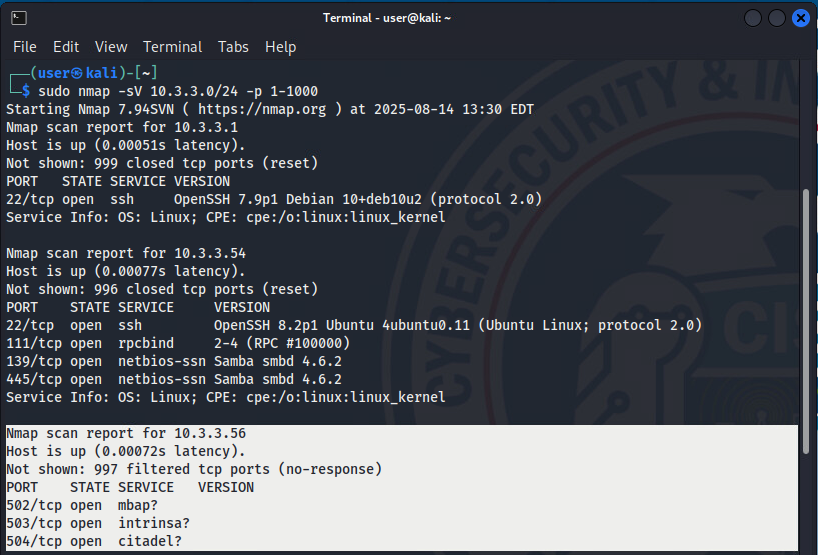 Terminal - user@kali: ~
File Edit View Terminal Tabs Help
┌──(user㉿kali)-[~]
└─$ sudo nmap -sV 10.3.3.0/24 -p 1-1000
Starting Nmap 7.94SVN ( https://nmap.org ) at 2025-08-14 13:30 EDT
Nmap scan report for 10.3.3.1
Host is up (0.00051s latency).
Not shown: 999 closed tcp ports (reset)
PORT   STATE SERVICE VERSION
22/tcp open  ssh     OpenSSH 7.9p1 Debian 10+deb10u2 (protocol 2.0)
Service Info: OS: Linux; CPE: cpe:/o:linux:linux_kernel
Nmap scan report for 10.3.3.54
Host is up (0.00077s latency).
Not shown: 996 closed tcp ports (reset)
PORT    STATE SERVICE     VERSION
22/tcp  open  ssh         OpenSSH 8.2p1 Ubuntu 4ubuntu0.11 (Ubuntu Linux; protocol 2.0)
111/tcp open  rpcbind     2-4 (RPC #100000)
139/tcp open  netbios-ssn Samba smbd 4.6.2
445/tcp open  netbios-ssn Samba smbd 4.6.2
Service Info: OS: Linux; CPE: cpe:/o:linux:linux_kernel
Nmap scan report for 10.3.3.56
Host is up (0.00072s latency).
Not shown: 997 filtered tcp ports (no-response)
PORT    STATE SERVICE   VERSION
502/tcp open  mbap?
503/tcp open  intrinsa?
504/tcp open  citadel?
CYBERSECURITY & IN
CIS